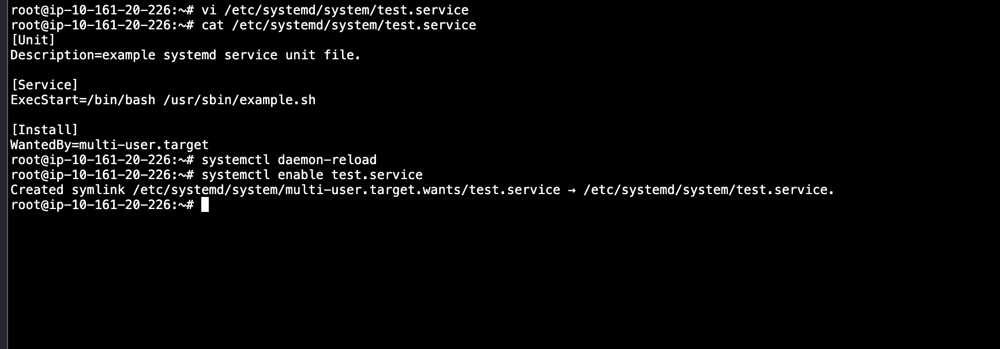 root@ip-10-161-20-226:~# vi /etc/systemd/system/test.service
root@ip-10-161-20-226:~# cat /etc/systemd/system/test.service
[Unit]
Description=example systemd service unit file.

[Service]
ExecStart=/bin/bash /usr/sbin/example.sh

[Install]
WantedBy=multi-user.target
root@ip-10-161-20-226:~# systemctl daemon-reload
root@ip-10-161-20-226:~# systemctl enable test.service
Created symlink /etc/systemd/system/multi-user.target.wants/test.service → /etc/systemd/system/test.service.
root@ip-10-161-20-226:~#